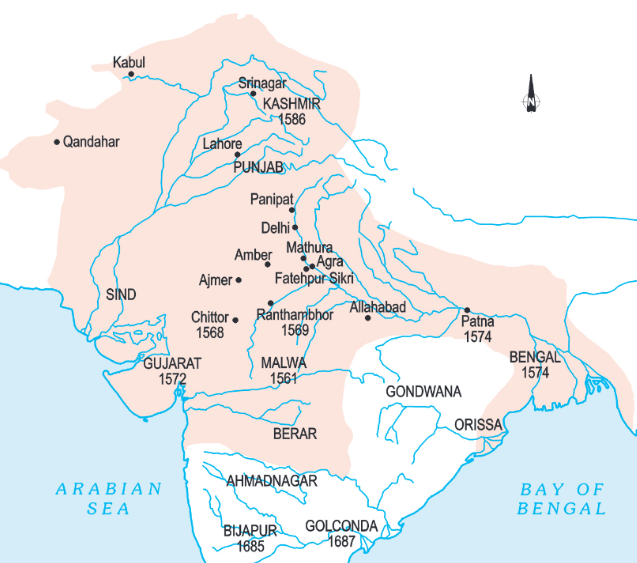 Kabul
Srinagar
KASHMIR
1586
Qandahar
Lahore
PUNJAB
Panipat
Delhi
Mathura
Amber
Agra
Fatehpur Sikri
Ajmer
SIND
Ranthambhor
1569
Allahabad
Chittor
1568
Patna
1574
GUJARAT
1572
MALWA
1561
BENGAL
1574
GONDWANA
ORISSA
BERAR
AHMADNAGAR
ARABIAN
SEA
BAY OF
BENGAL
BIJAPUR
1685
GOLCONDA
1687
N